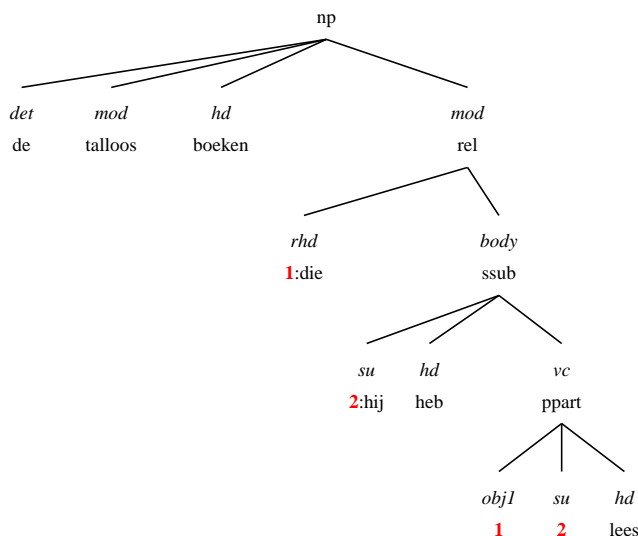 np
det mod hd mod
de talloos boeken rel
rhd body
1:die ssub
su hd vc
2:hij heb ppart
obj1 su hd
1 2 lees